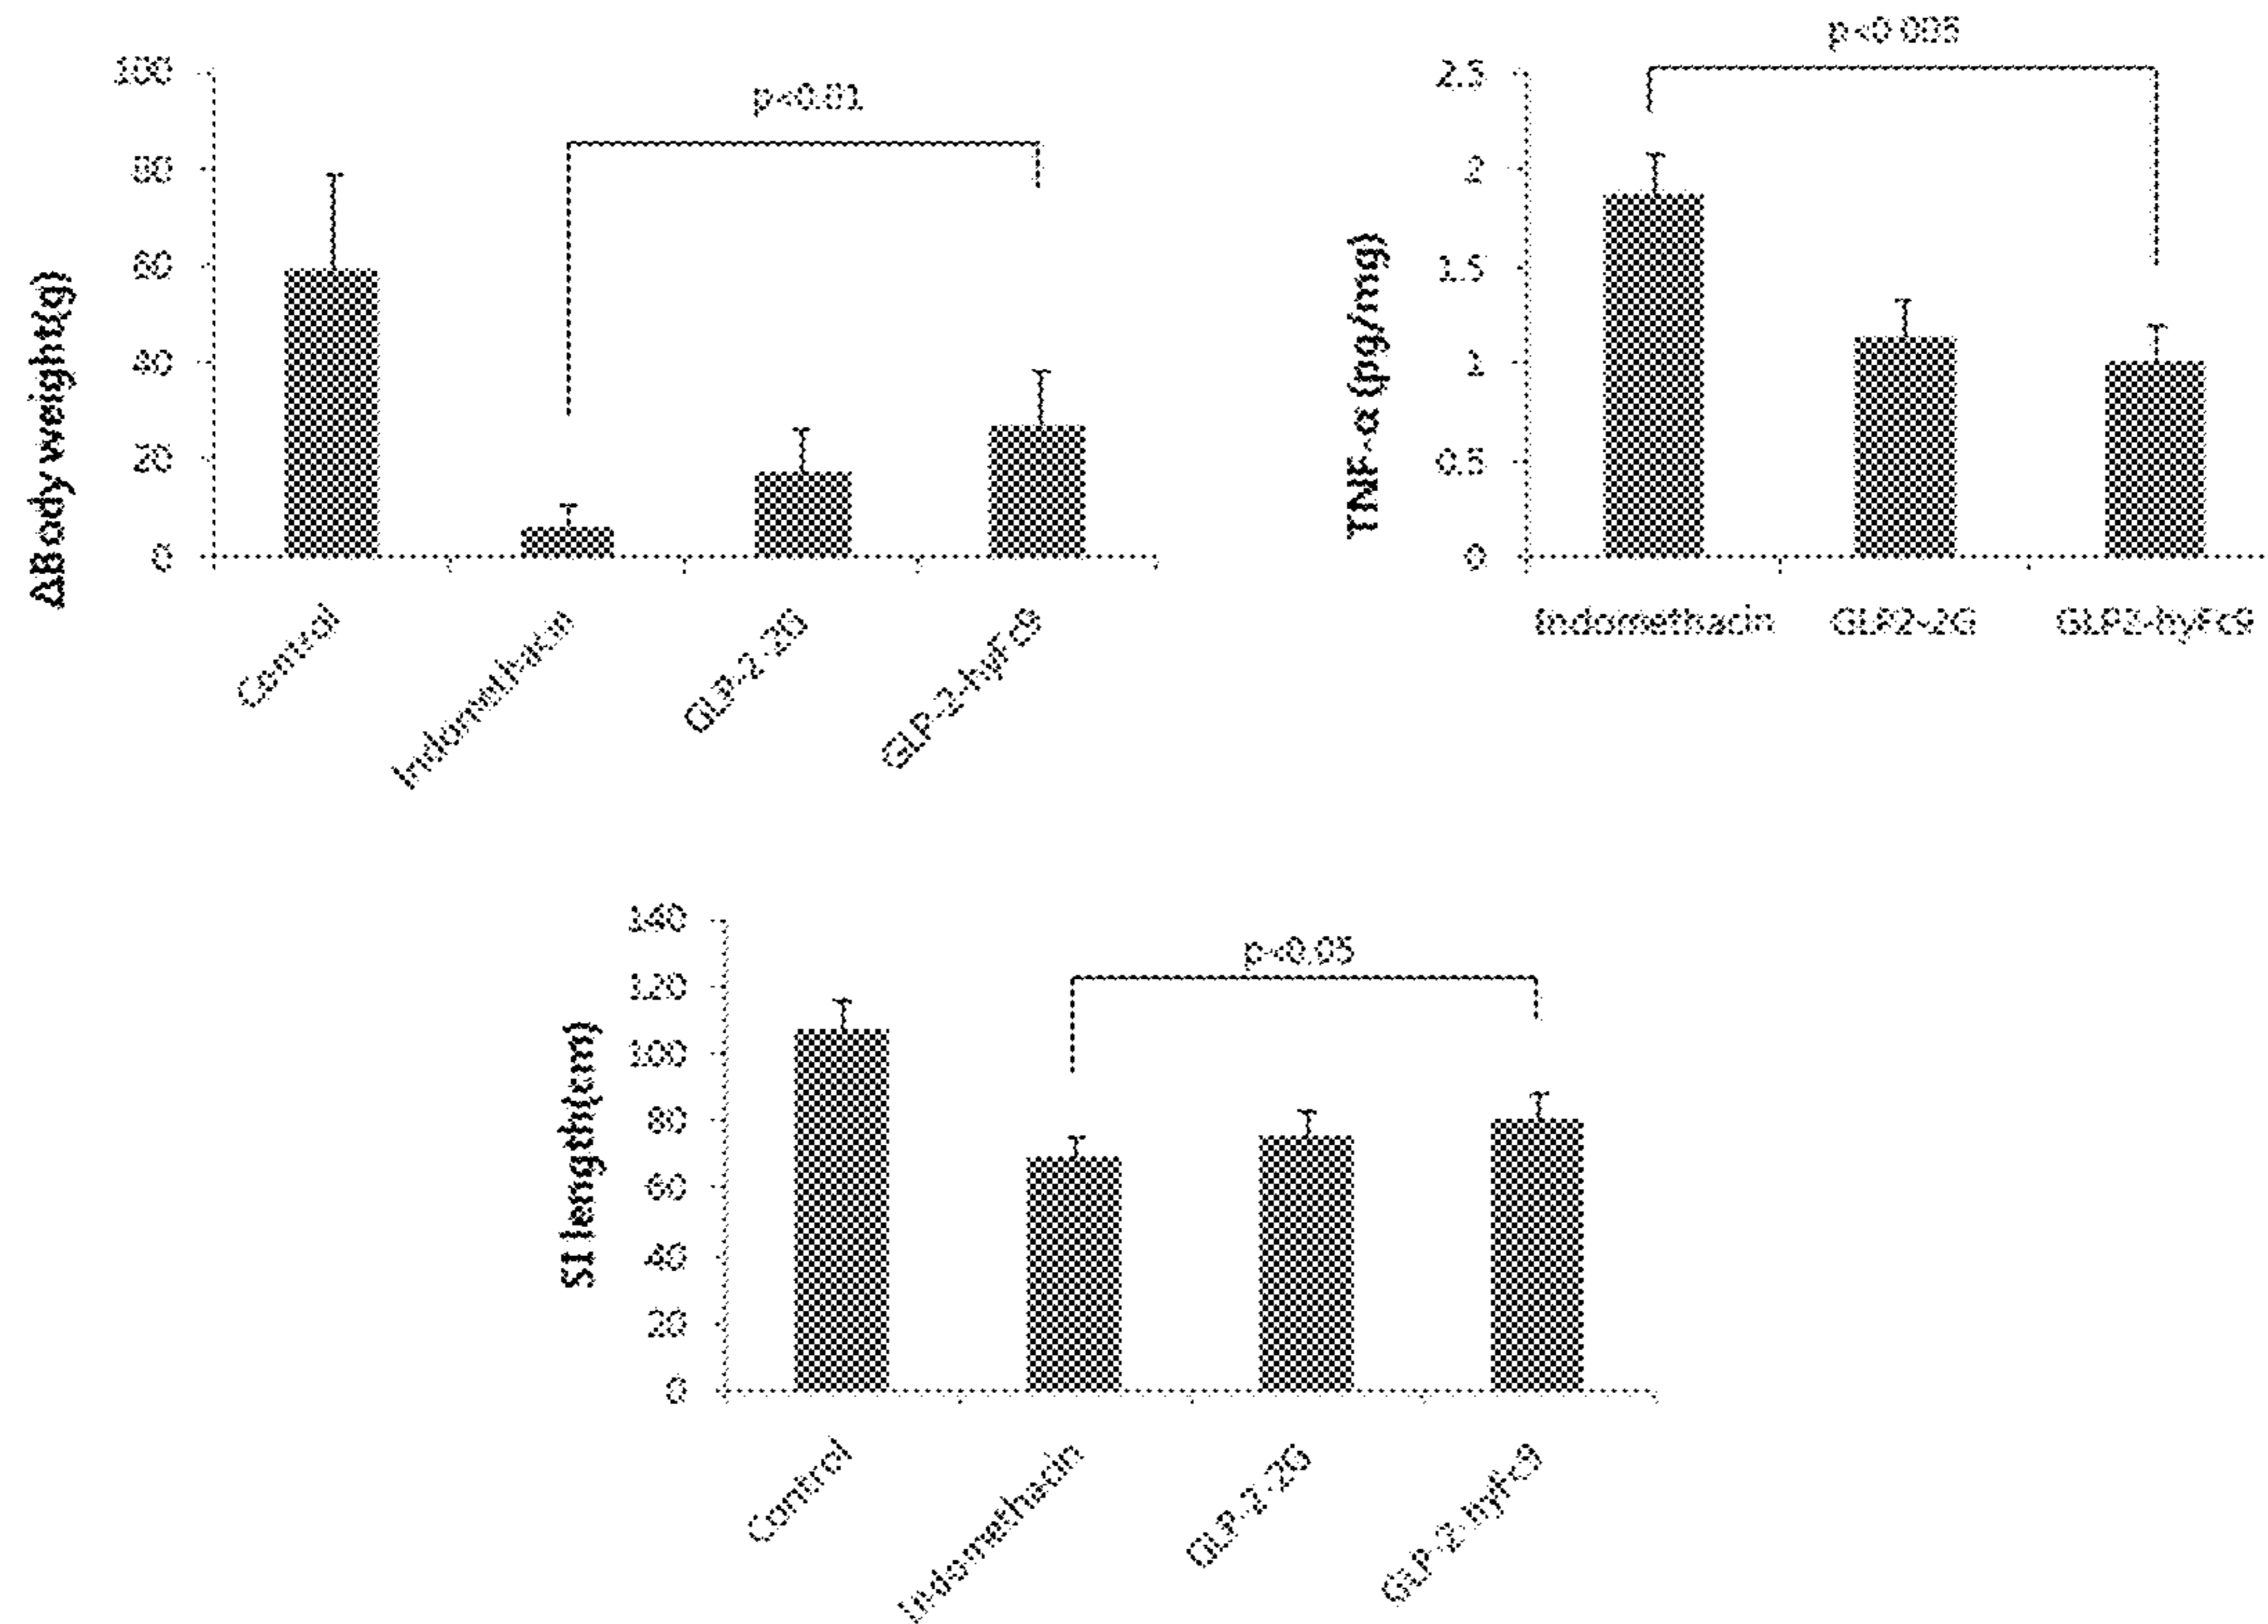 ΔBody weight(g)
100
80
60
40
20
0
p<0.01
Control
Indomethacin
GLP-2-2G
GLP-2-hyFc9
TNF-α (pg/mg)
2.5
2
1.5
1
0.5
0
p<0.005
Indomethacin
GLP2-2G
GLP2-hyFc9
SI length(cm)
140
120
100
80
60
40
20
0
p<0.05
Control
Indomethacin
GLP-2-2G
GLP-2-hyFc9